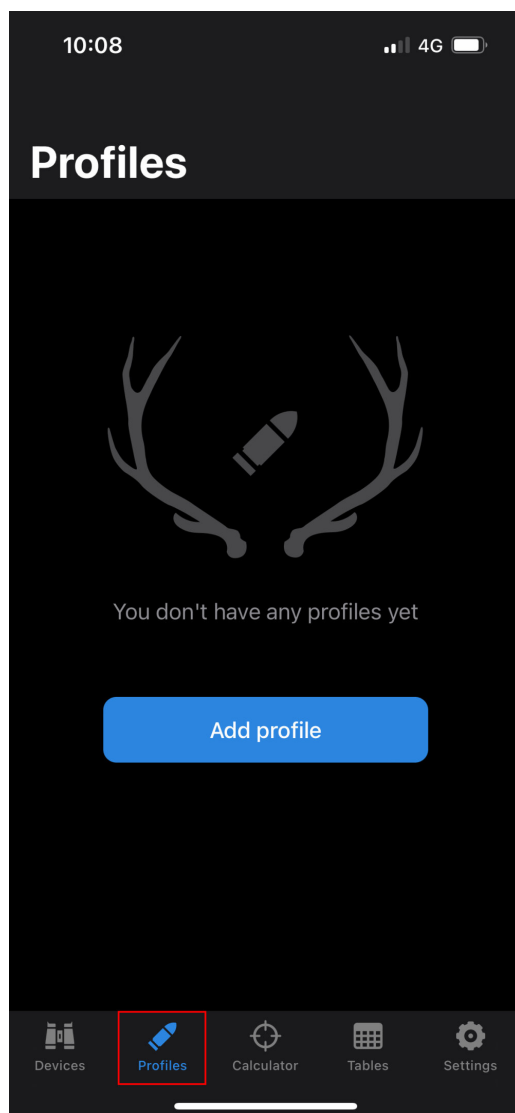 10:08 4G
Profiles
You don't have any profiles yet
Add profile
Devices Profiles Calculator Tables Settings